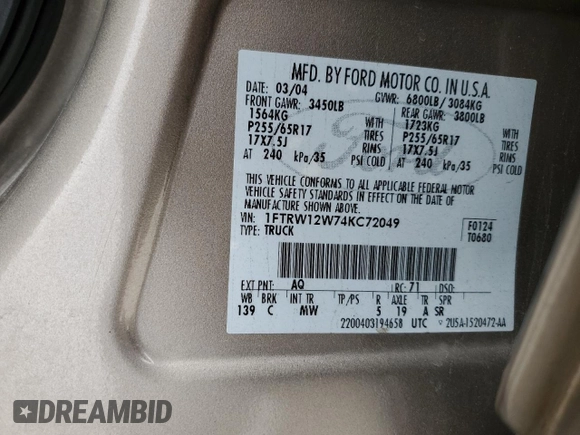 MFD. BY FORD MOTOR CO. IN U.S.A.
DATE: 03/04 GVWR: 6800LB/ 3084KG
FRONT GAWR: 3450LB REAR GAWR: 3800LB
1564KG WITH 1723KG WITH
P255/65R17 TIRES P255/65R17 TIRES
17X7.5J RIMS 17X7.5J RIMS
AT 240 kPa/35 PSI COLD AT 240 kPa/35 PSI COLD
Ford
THIS VEHICLE CONFORMS TO ALL APPLICABLE FEDERAL MOTOR
VEHICLE SAFETY STANDARDS IN EFFECT ON THE DATE OF
MANUFACTURE SHOWN ABOVE.
VIN: 1FTRW12W74KC72049 F0124
TYPE: TRUCK T0680
EXT PNT: AQ RC: 71 DSO:
WB BRK INT TR TP/PS R AXLE TR SPR
139 C MW 5 19 A SR
2200403194658 UTC 2U5A-1520472-AA
DREAMBID